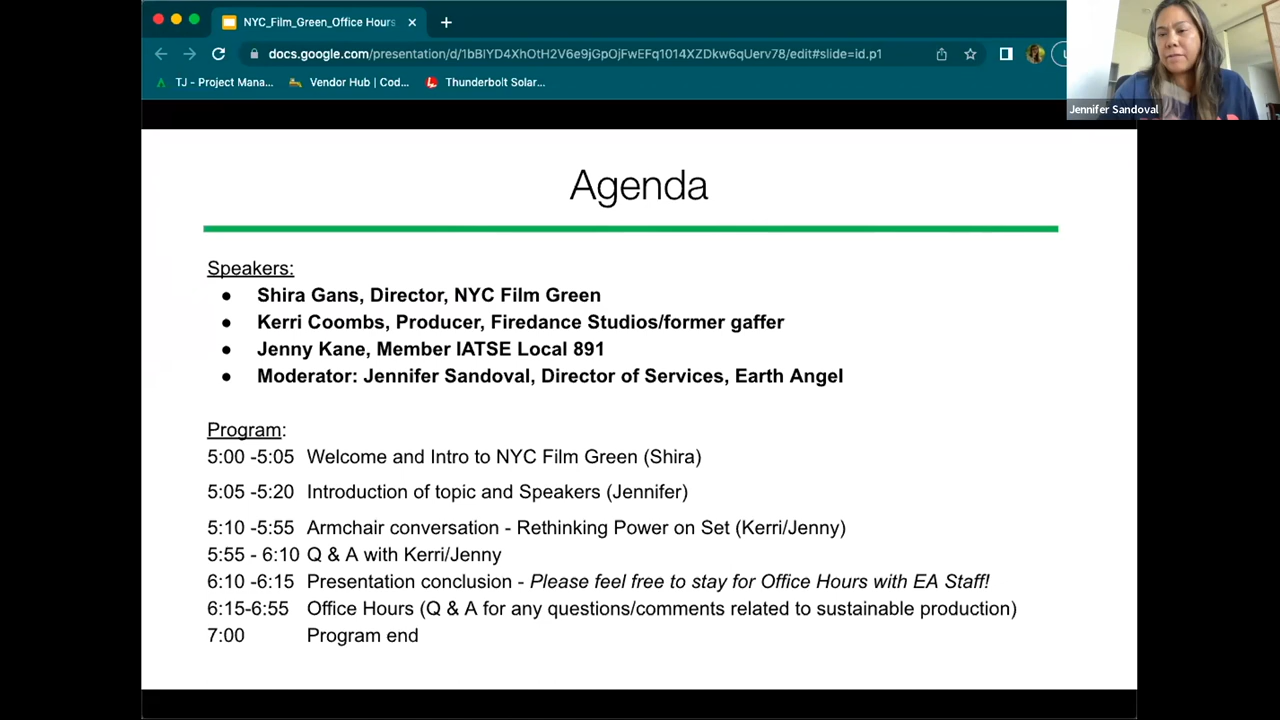 NYC_Film_Green_Office Hours
docs.google.com/presentation/d/1bBlYD4XhOtH2V6e9jGpOjFwEFq1014XZDkw6qUerv78/edit#slide=id.p1
TJ - Project Mana...
Vendor Hub | Cod...
Thunderbolt Solar...
Jennifer Sandoval
Agenda
Speakers:
● Shira Gans, Director, NYC Film Green
● Kerri Coombs, Producer, Firedance Studios/former gaffer
● Jenny Kane, Member IATSE Local 891
● Moderator: Jennifer Sandoval, Director of Services, Earth Angel
Program:
5:00 -5:05 Welcome and Intro to NYC Film Green (Shira)
5:05 -5:20 Introduction of topic and Speakers (Jennifer)
5:10 -5:55 Armchair conversation - Rethinking Power on Set (Kerri/Jenny)
5:55 - 6:10 Q & A with Kerri/Jenny
6:10 -6:15 Presentation conclusion - Please feel free to stay for Office Hours with EA Staff!
6:15-6:55 Office Hours (Q & A for any questions/comments related to sustainable production)
7:00 Program end